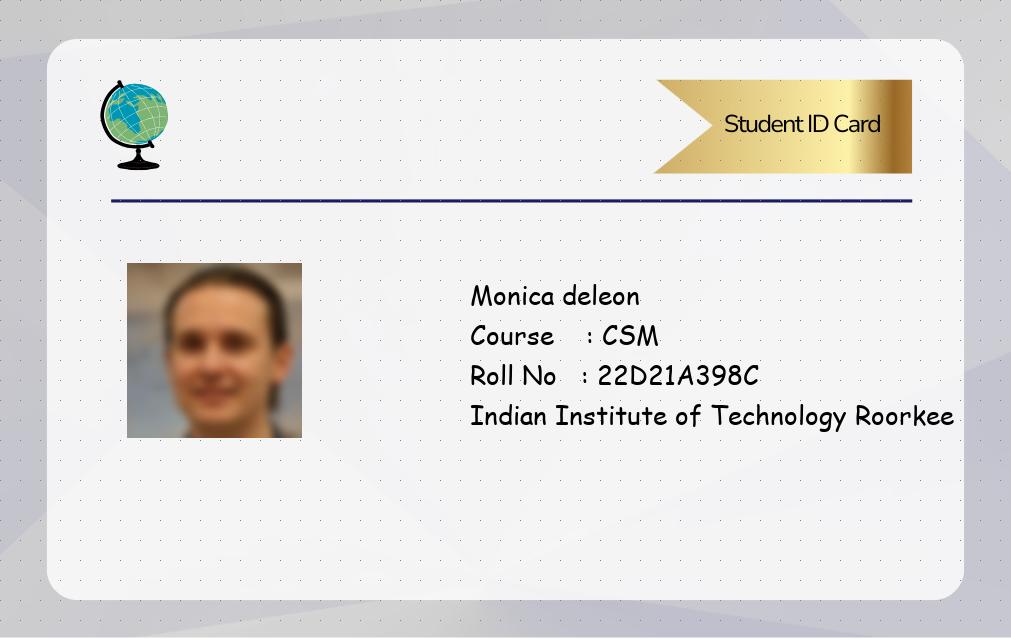 Student ID Card
Monica deleon
Course : CSM
Roll No : 22D21A398C
Indian Institute of Technology Roorkee